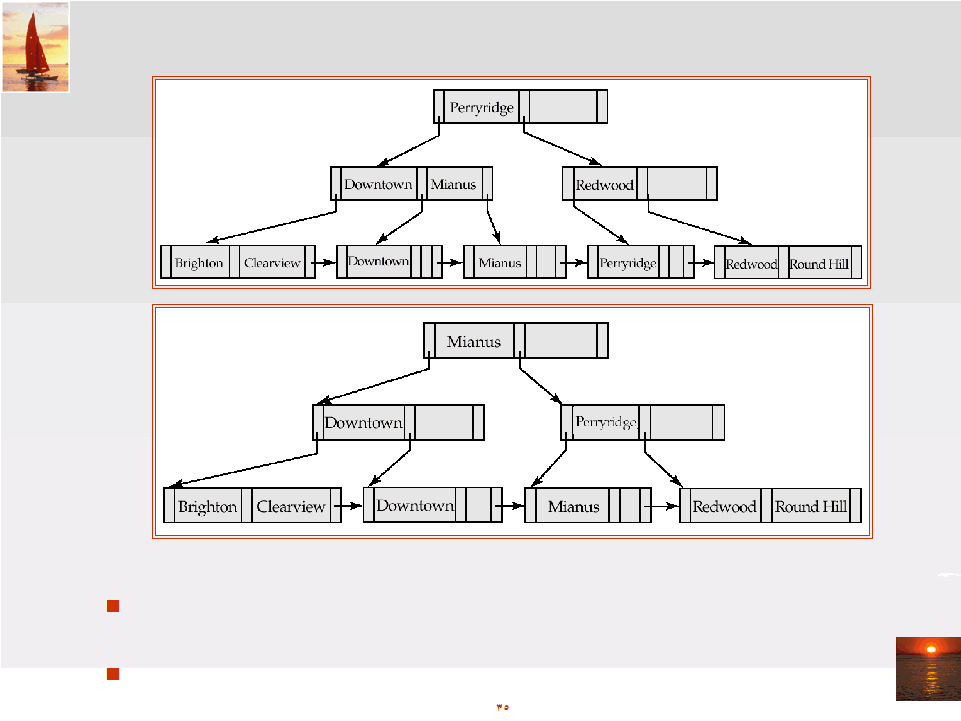 Perryridge
Downtown Mianus Redwood
Brighton Clearview Downtown Mianus Perryridge Redwood Round Hill
Mianus
Downtown Perryridge
Brighton Clearview Downtown Mianus Redwood Round Hill
٣٥